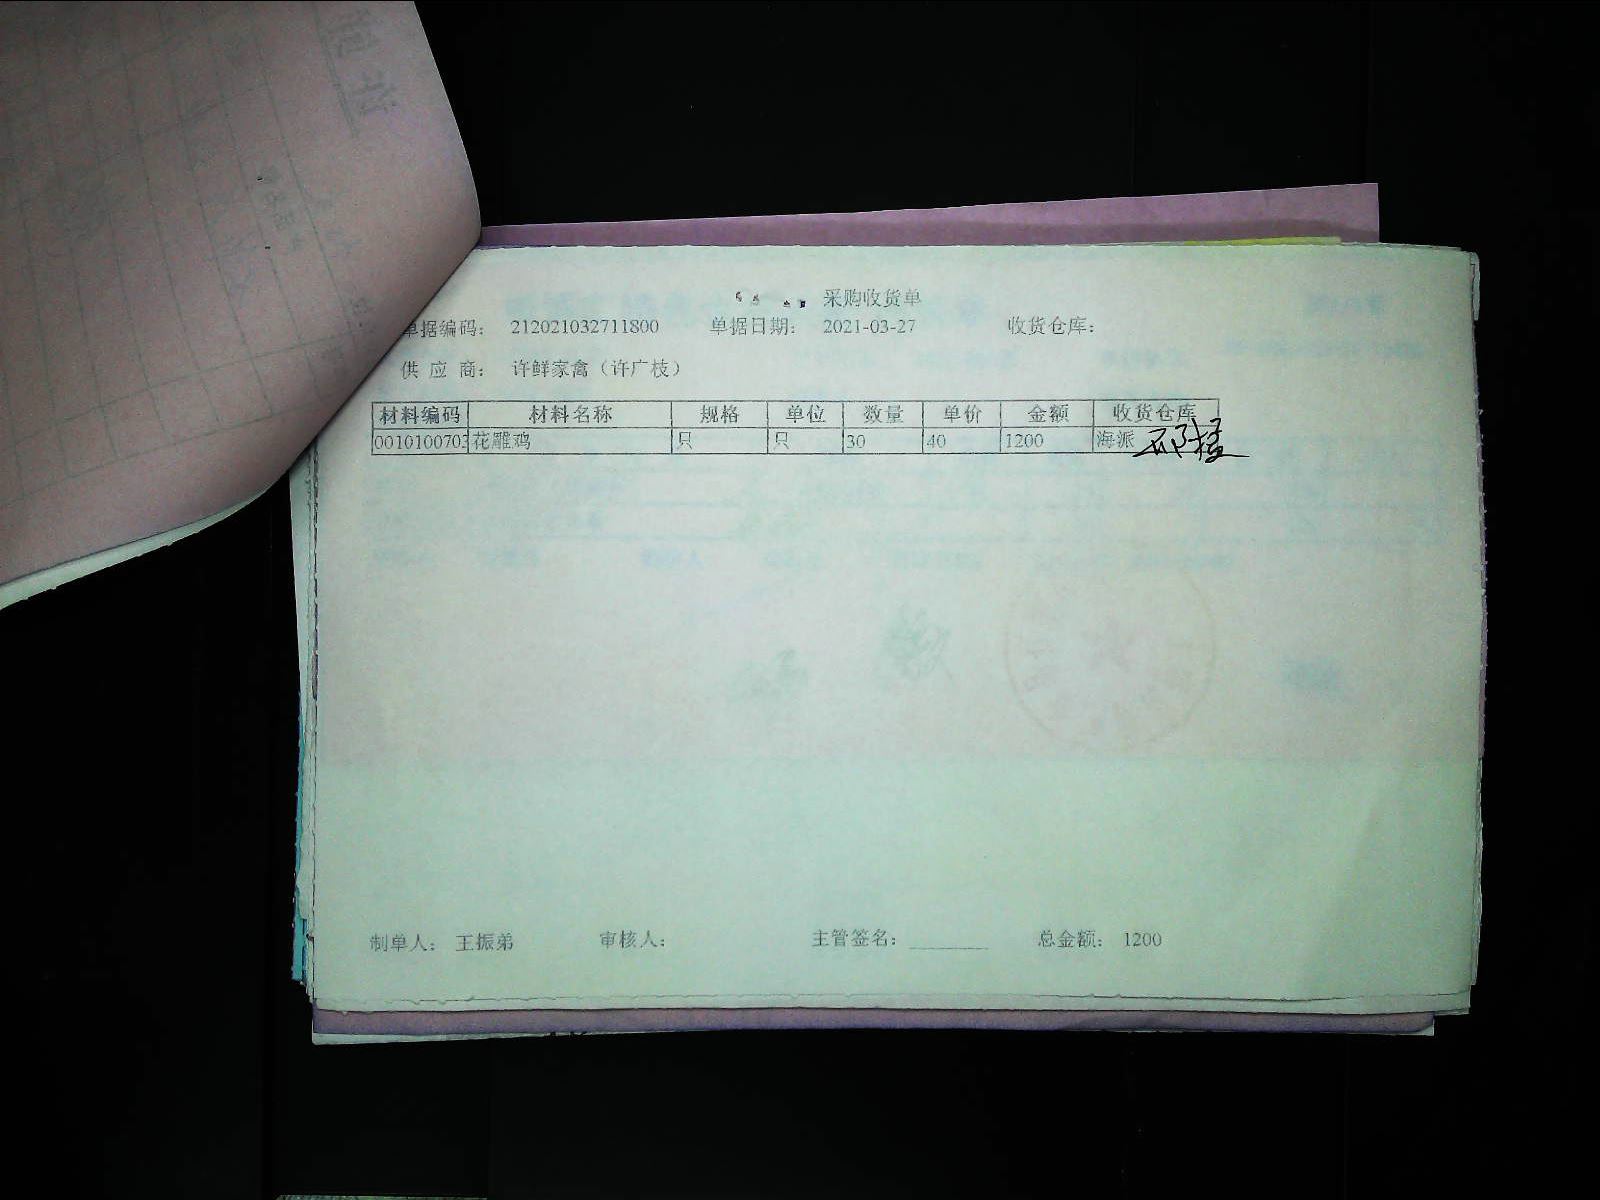 采购收货单
单据编码： 212021032711800 单据日期： 2021-03-27 收货仓库：
供 应 商： 许鲜家禽（许广枝）
材料编码 材料名称 规格 单位 数量 单价 金额 收货仓库
0010100703 花雕鸡 只 只 30 40 1200 海派
制单人： 王振弟 审核人： 主管签名： 总金额： 1200